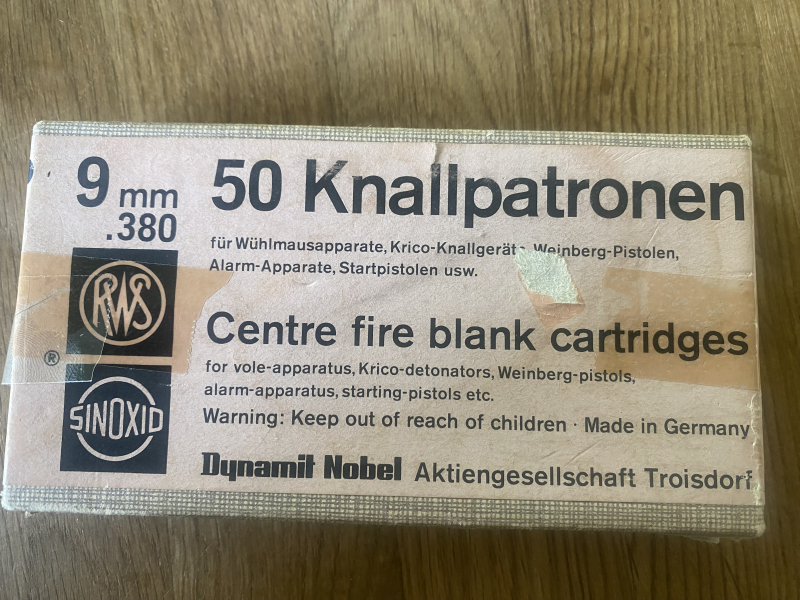 9 mm
.380
50 Knallpatronen
für Wühlmausapparate, Krico-Knallgeräte, Weinberg-Pistolen,
Alarm-Apparate, Startpistolen usw.
RWS
®
Centre fire blank cartridges
for vole-apparatus, Krico-detonators, Weinberg-pistols,
alarm-apparatus, starting-pistols etc.
SINOXID
Warning: Keep out of reach of children · Made in Germany
Dynamit Nobel Aktiengesellschaft Troisdorf